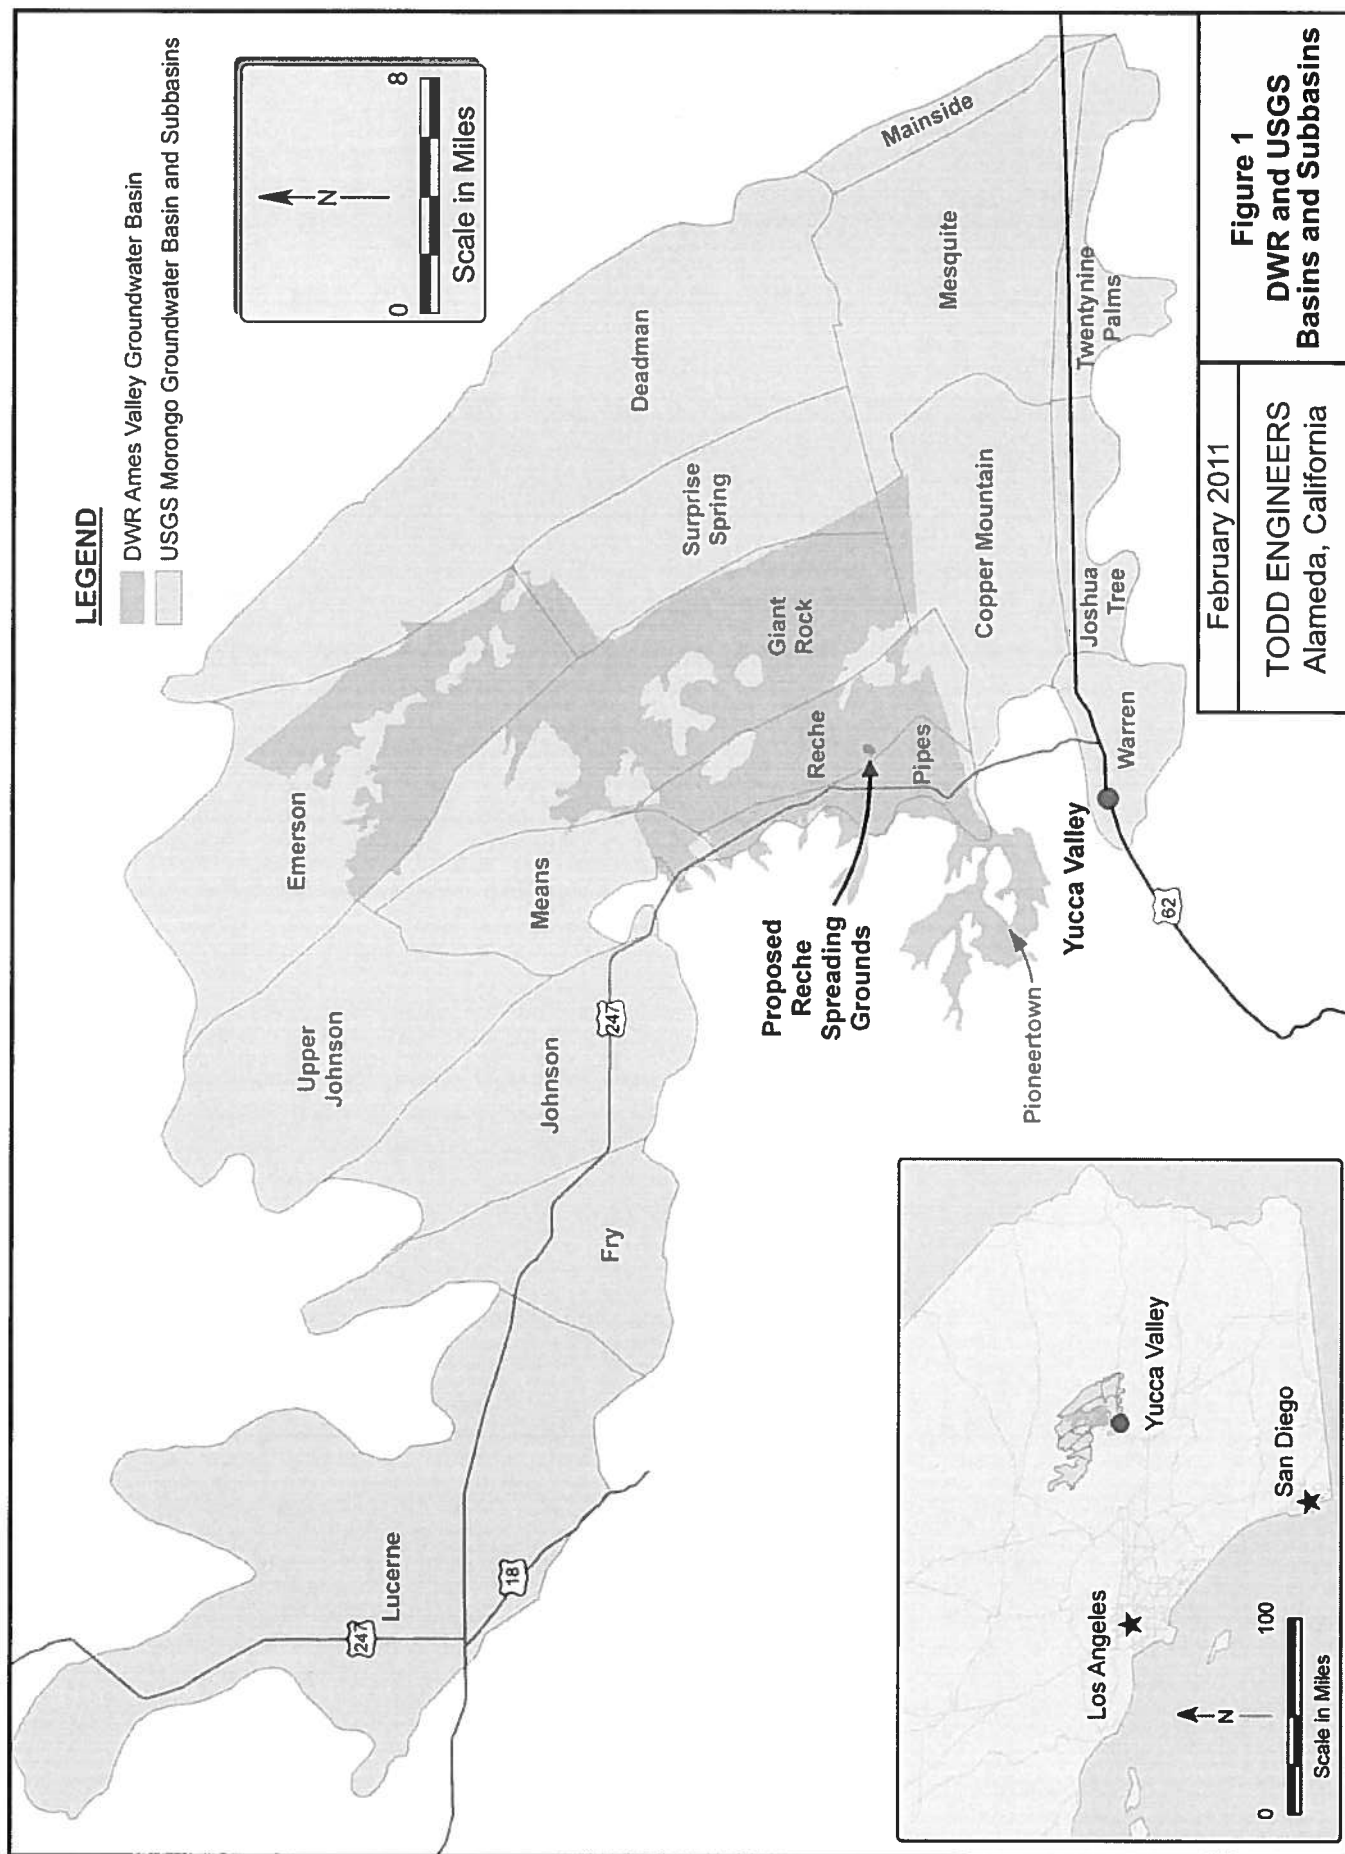 LEGEND
DWR Ames Valley Groundwater Basin
USGS Morongo Groundwater Basin and Subbasins
N
0
8
Scale in Miles
Lucerne
247
18
Fry
Upper
Johnson
Johnson
247
Emerson
Means
Deadman
Surprise
Spring
Giant
Rock
Reche
Pipes
Mainside
Mesquite
Copper Mountain
Twentynine
Palms
Joshua
Tree
Warren
Proposed
Reche
Spreading
Grounds
Pioneertown
Yucca Valley
62
Los Angeles
San Diego
Yucca Valley
N
0
100
Scale in Miles
February 2011
TODD ENGINEERS
Alameda, California
Figure 1
DWR and USGS
Basins and Subbasins